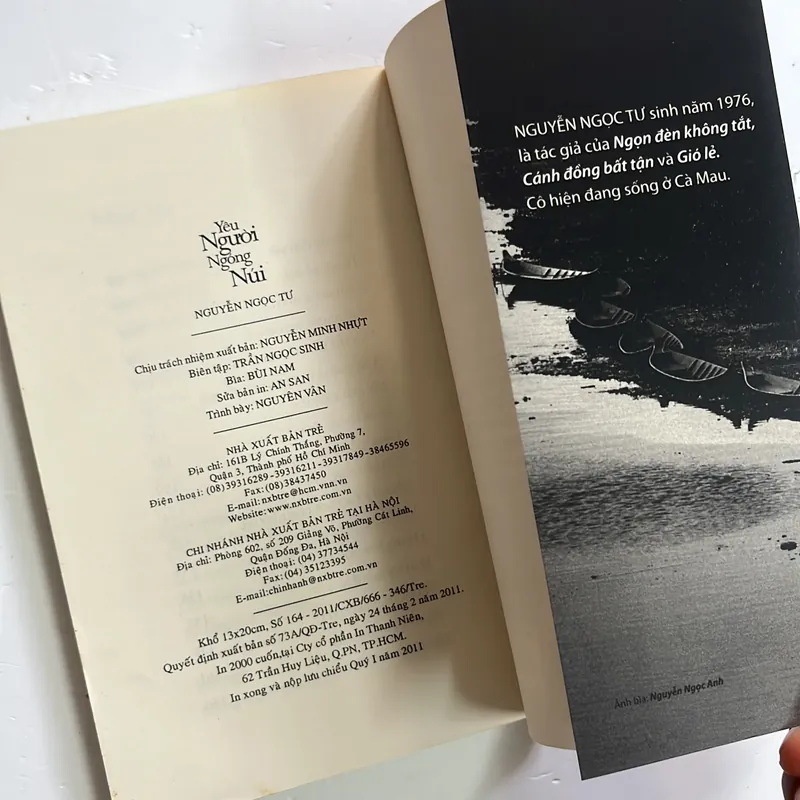 Yêu
Người
Ngóng
Núi
NGUYỄN NGỌC TƯ
Chịu trách nhiệm xuất bản: NGUYỄN MINH NHỰT
Biên tập: TRẦN NGỌC SINH
Bìa: BÙI NAM
Sửa bản in: AN SAN
Trình bày: NGUYÊN VÂN
NHÀ XUẤT BẢN TRẺ
Địa chỉ: 161B Lý Chính Thắng, Phường 7,
Quận 3, Thành phố Hồ Chí Minh
Điện thoại: (08)39316289-39316211-39317849-38465596
Fax: (08)38437450
E-mail: nxbtre@hcm.vnn.vn
Website: www.nxbtre.com.vn
CHI NHÁNH NHÀ XUẤT BẢN TRẺ TẠI HÀ NỘI
Địa chỉ: Phòng 602, số 209 Giảng Võ, Phường Cát Linh,
Quận Đống Đa, Hà Nội
Điện thoại: (04) 37734544
Fax: (04) 35123395
E-mail: chinhanh@nxbtre.com.vn
Khổ 13x20cm, Số 164 - 2011/CXB/666 - 346/Tre.
Quyết định xuất bản số 73A/QĐ-Tre, ngày 24 tháng 2 năm 2011.
In 2000 cuốn,tại Cty cổ phần In Thanh Niên,
62 Trần Huy Liệu, Q.PN, TP.HCM.
In xong và nộp lưu chiểu Quý I năm 2011
NGUYỄN NGỌC TƯ sinh năm 1976,
là tác giả của Ngọn đèn không tắt,
Cánh đồng bất tận và Gió lẻ.
Cô hiện đang sống ở Cà Mau.
Ảnh bìa: Nguyễn Ngọc Anh